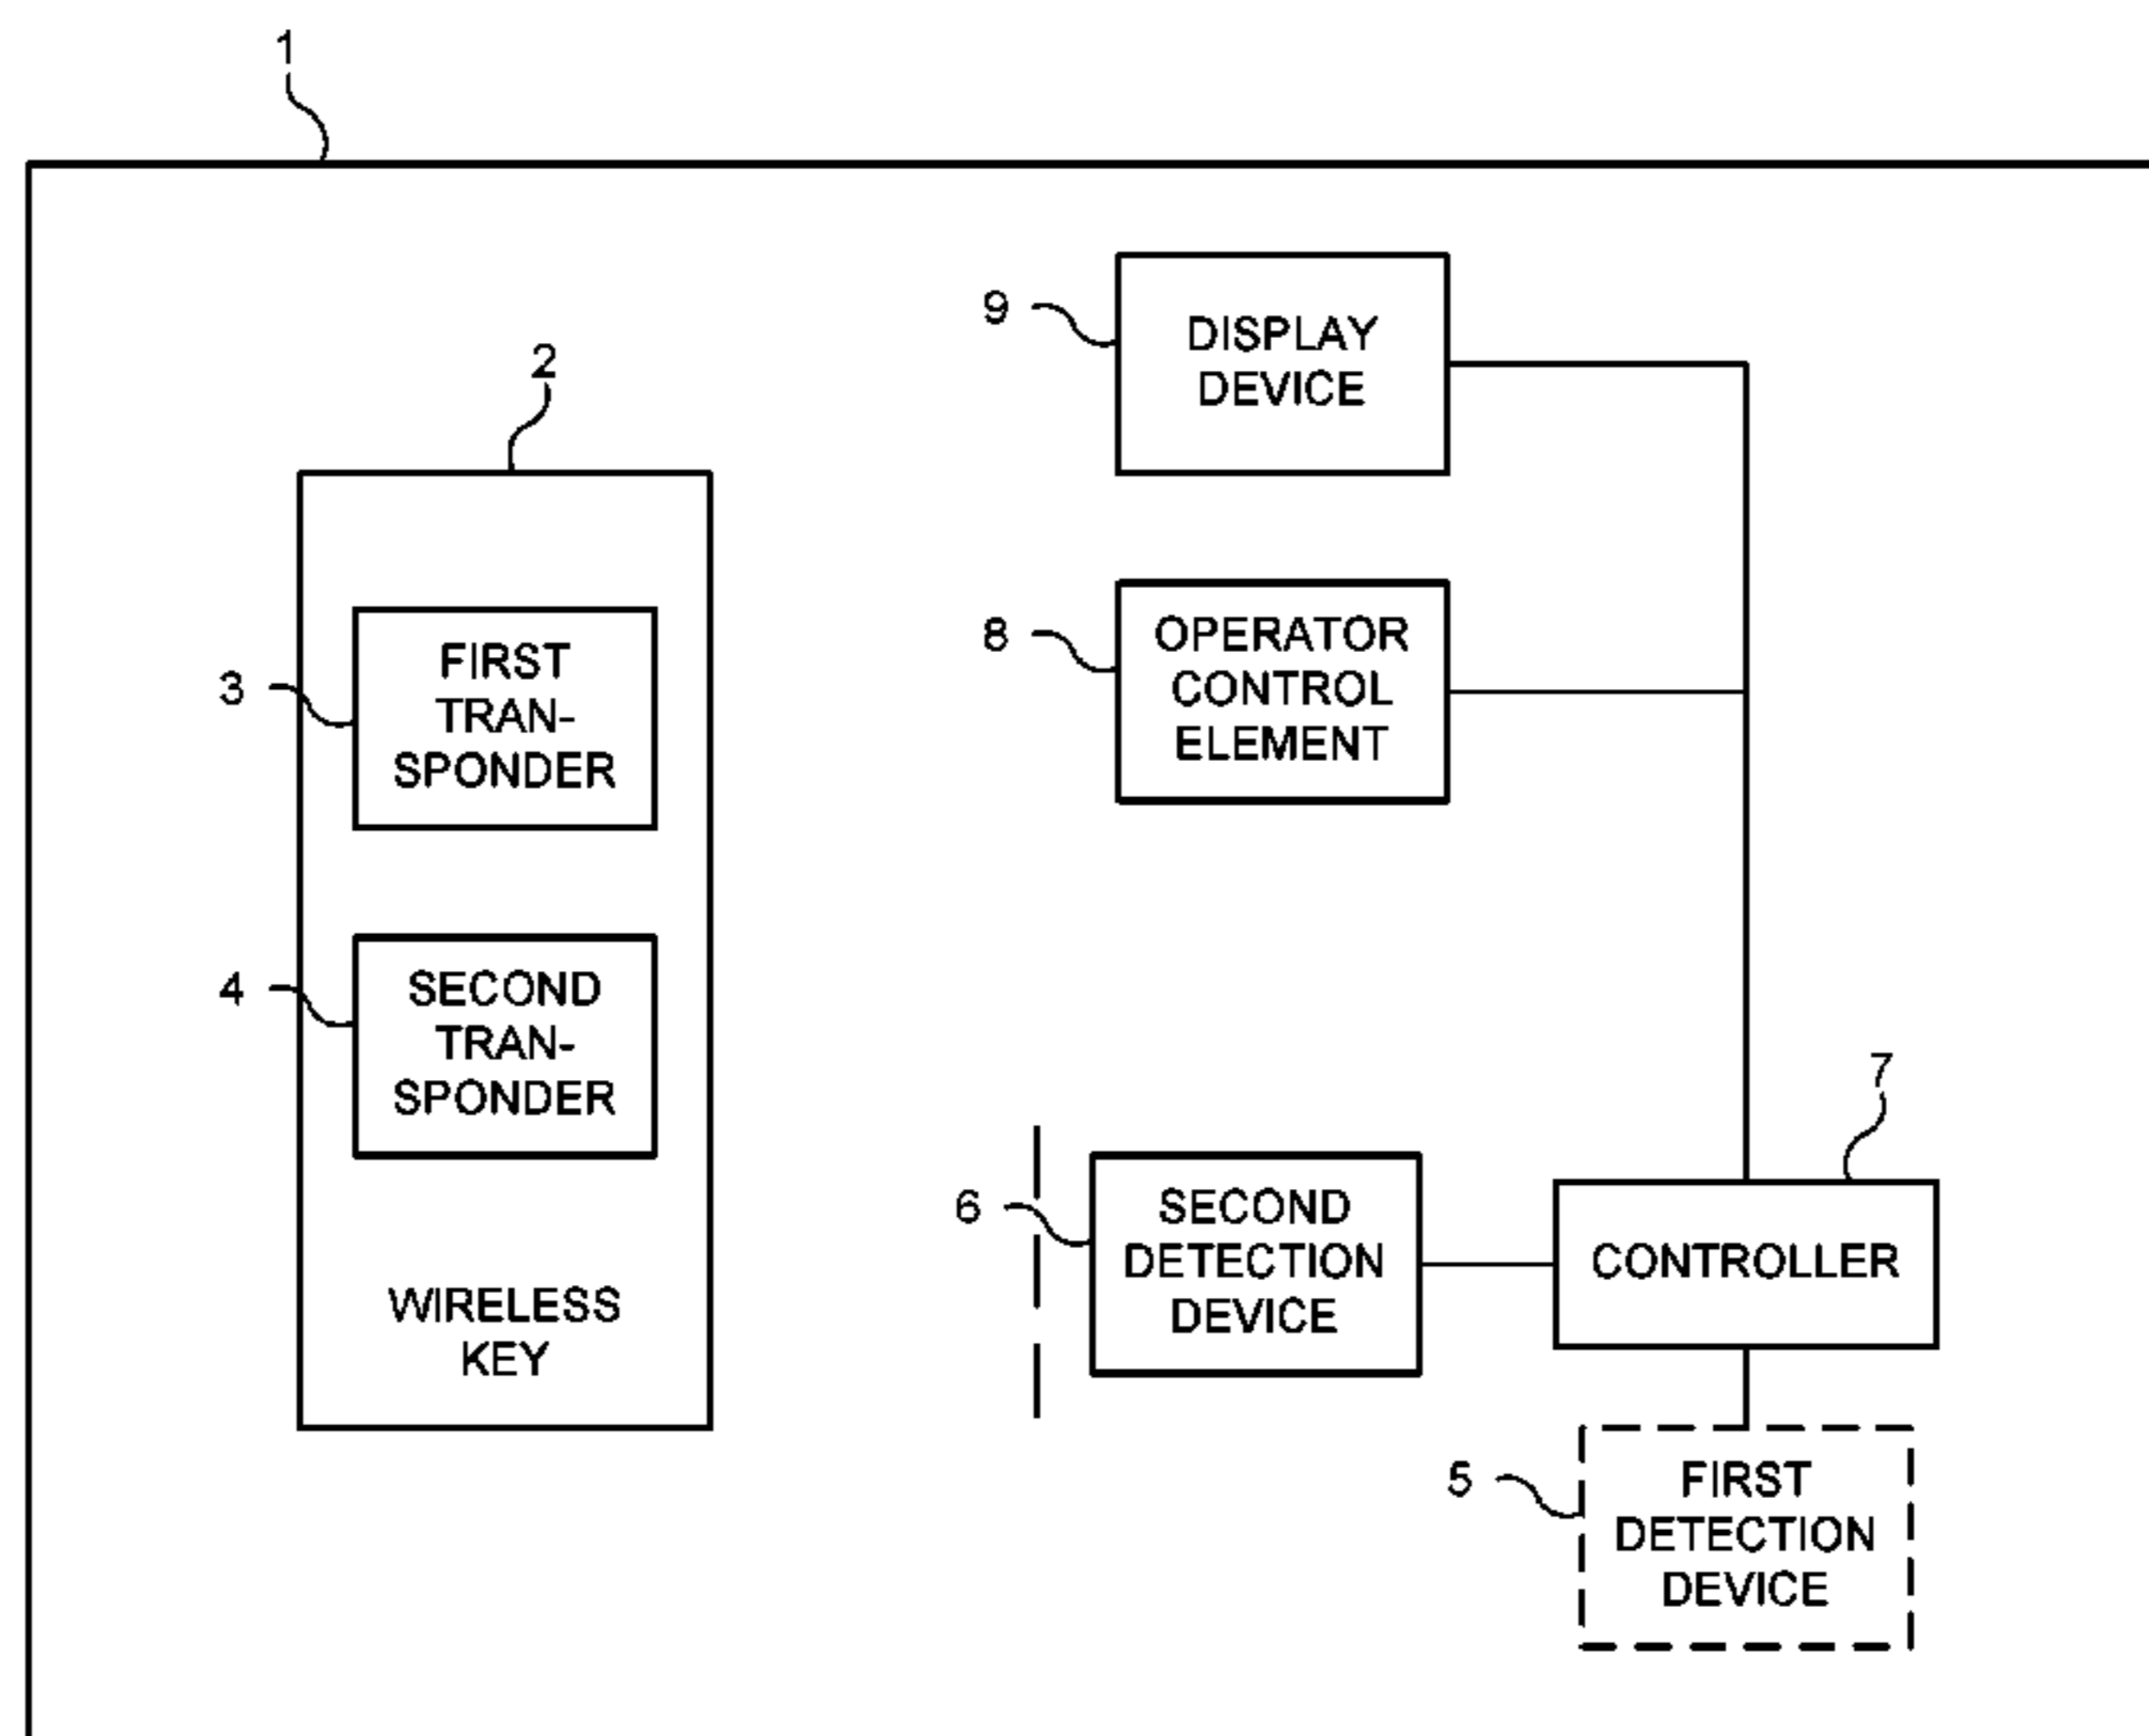 1
2
3
FIRST
TRAN-
SPONDER
4
SECOND
TRAN-
SPONDER
WIRELESS
KEY
9
DISPLAY
DEVICE
8
OPERATOR
CONTROL
ELEMENT
6
SECOND
DETECTION
DEVICE
7
CONTROLLER
5
FIRST
DETECTION
DEVICE